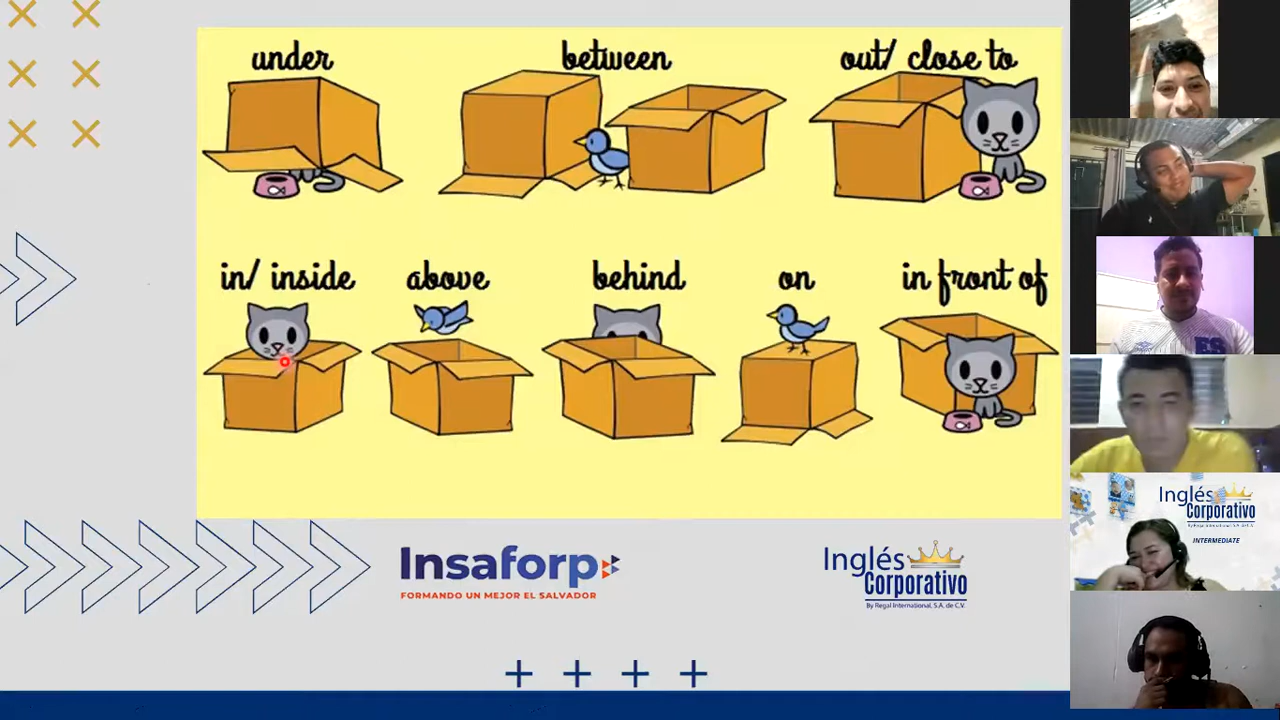 under
between
out/ close to
in/ inside
above
behind
on
in front of
Insaforp
FORMANDO UN MEJOR EL SALVADOR
Inglés
Corporativo
By Regal International, S.A. de C.V.
Inglés
Corporativo
INTERMEDIATE